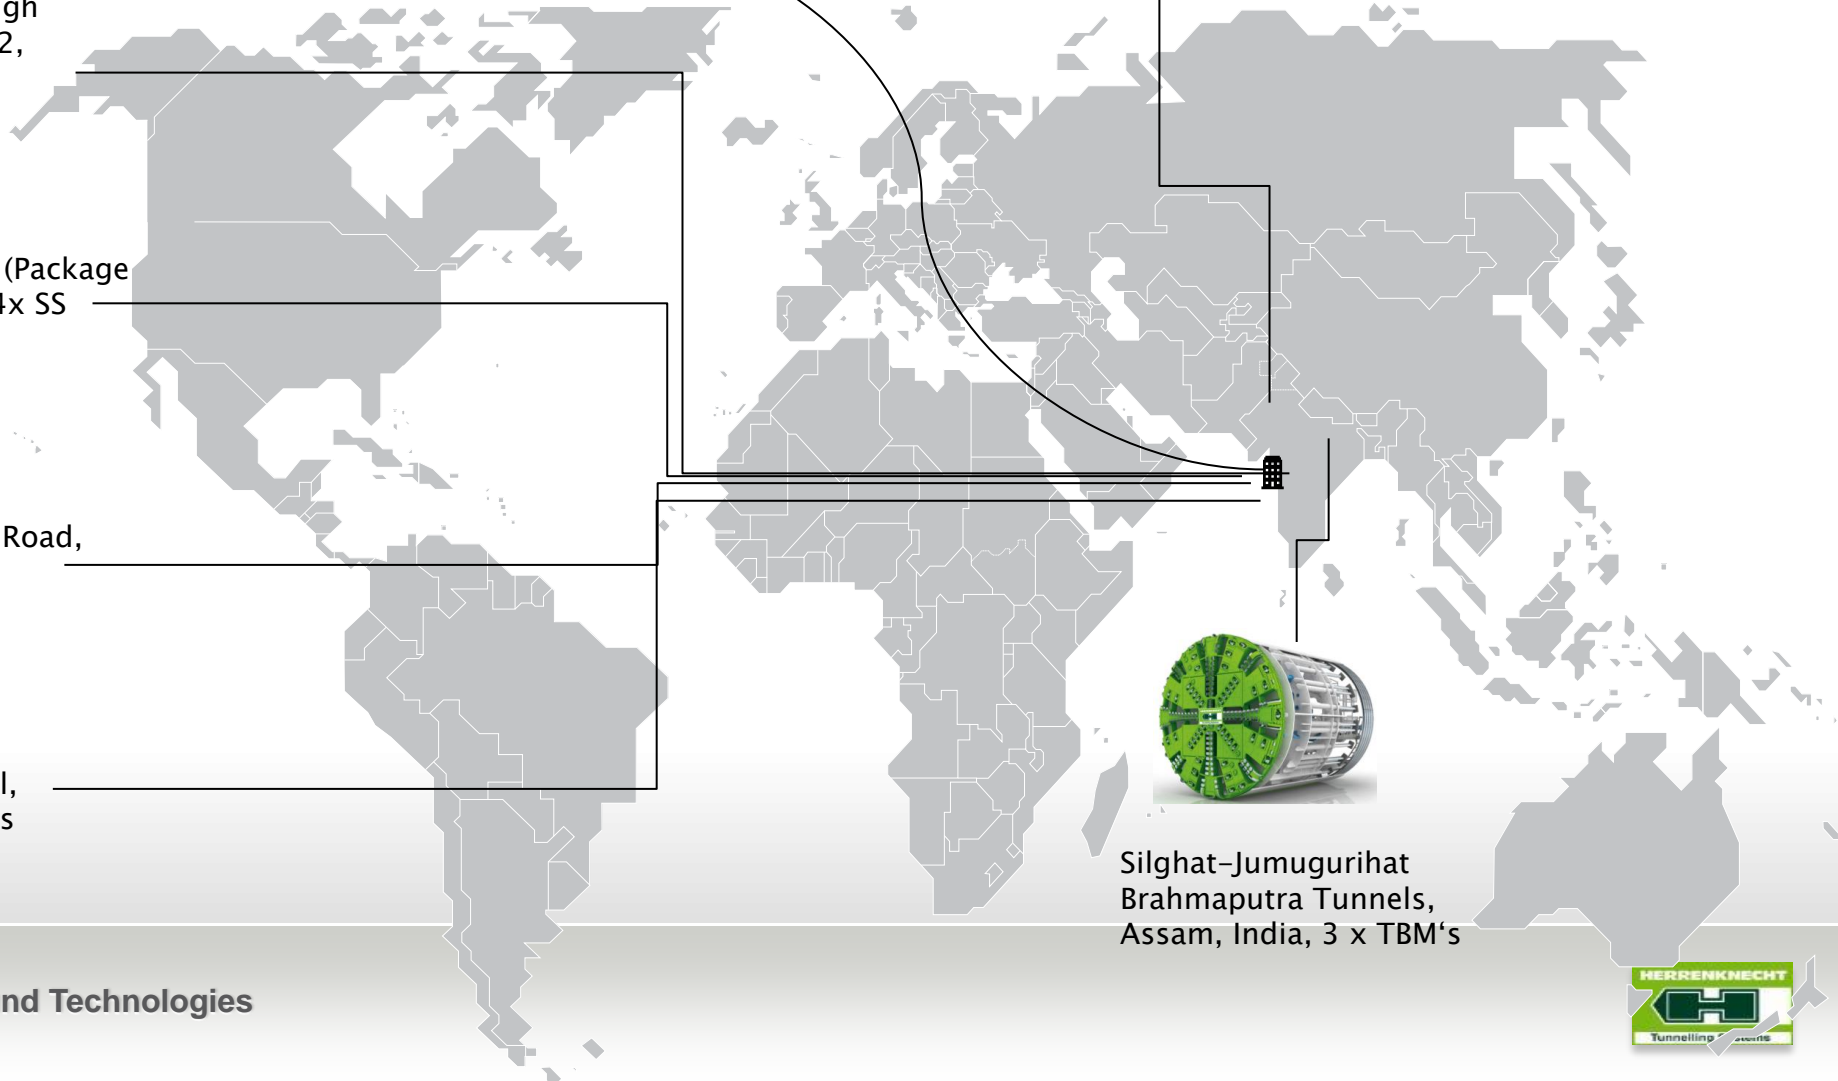 gh
2,
(Package
4x SS
Road,
l,
s
Silghat–Jumugurihat
Brahmaputra Tunnels,
Assam, India, 3 x TBM‘s
nd Technologies
HERRENKNECHT
Tunnelling